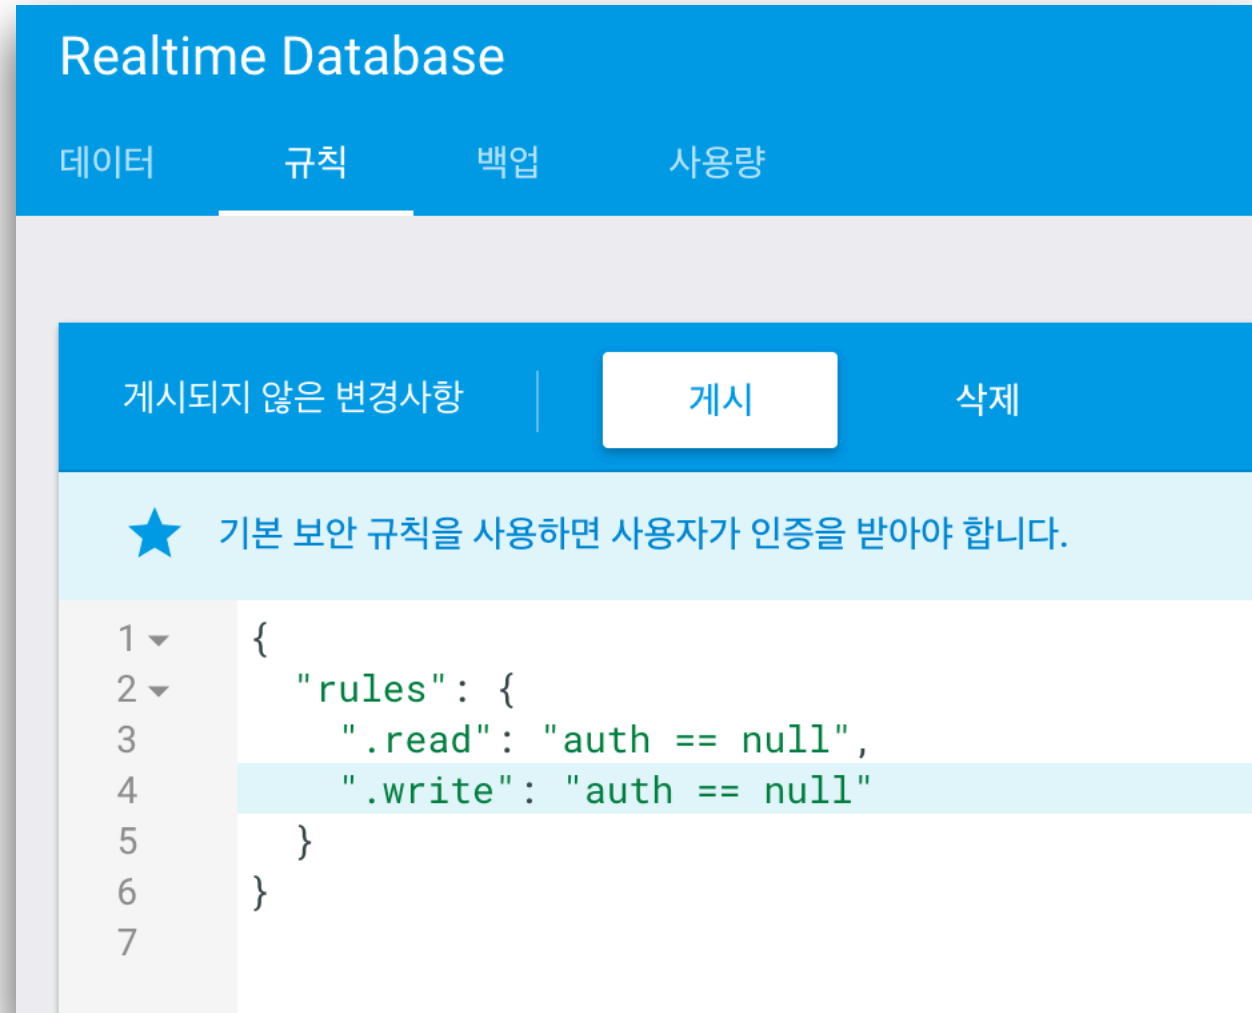 Realtime Database
데이터 규칙 백업 사용량
게시되지 않은 변경사항 게시 삭제
기본 보안 규칙을 사용하면 사용자가 인증을 받아야 합니다.
1 {
2 "rules": {
3 ".read": "auth == null",
4 ".write": "auth == null"
5 }
6 }
7